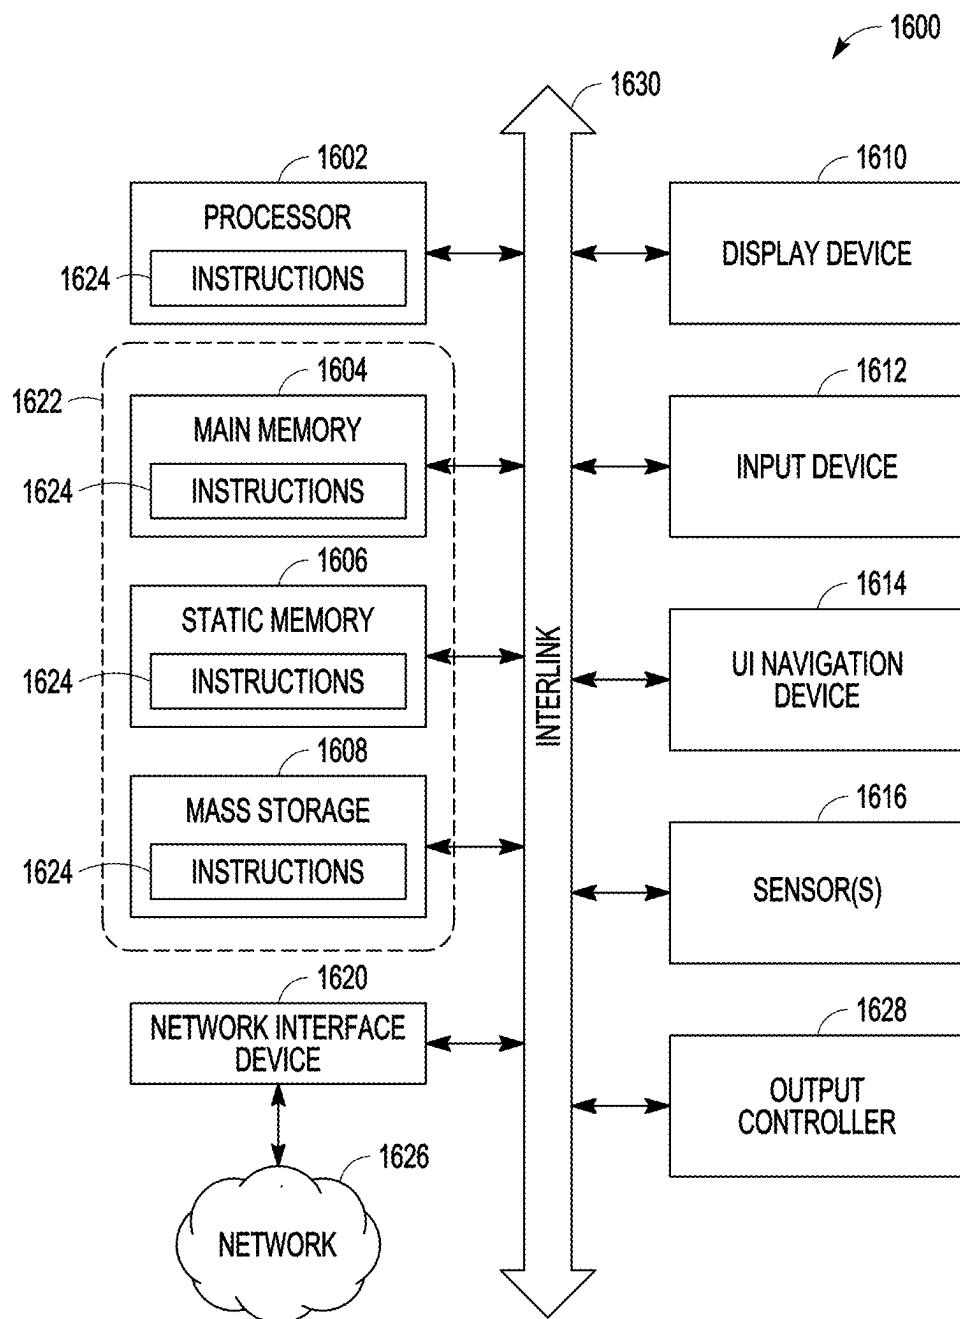 1600
1630
1602
PROCESSOR
1624
INSTRUCTIONS
1622
1604
MAIN MEMORY
1624
INSTRUCTIONS
1606
STATIC MEMORY
1624
INSTRUCTIONS
1608
MASS STORAGE
1624
INSTRUCTIONS
1620
NETWORK INTERFACE
DEVICE
1626
NETWORK
INTERLINK
1610
DISPLAY DEVICE
1612
INPUT DEVICE
1614
UI NAVIGATION
DEVICE
1616
SENSOR(S)
1628
OUTPUT
CONTROLLER